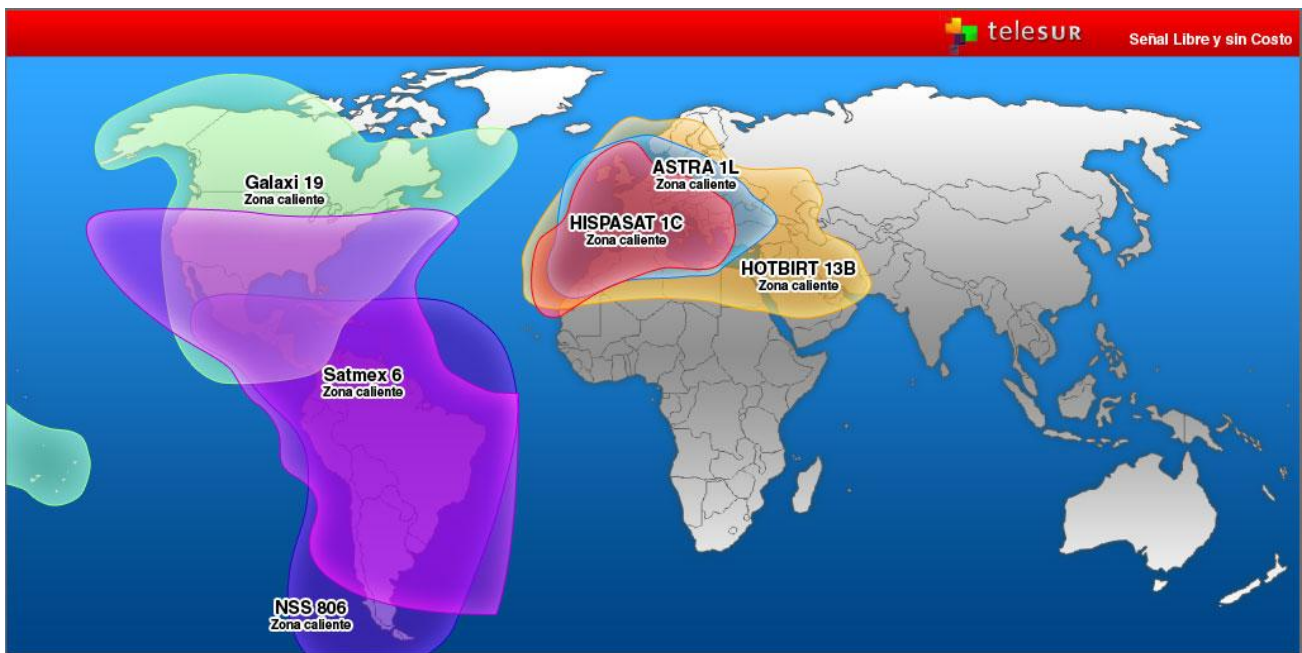 telesUR
Señal Libre y sin Costo
Galaxi 19
Zona caliente
ASTRA 1L
Zona caliente
HISPASAT 1C
Zona caliente
HOTBIRT 13B
Zona caliente
Satmex 6
Zona caliente
NSS 806
Zona caliente